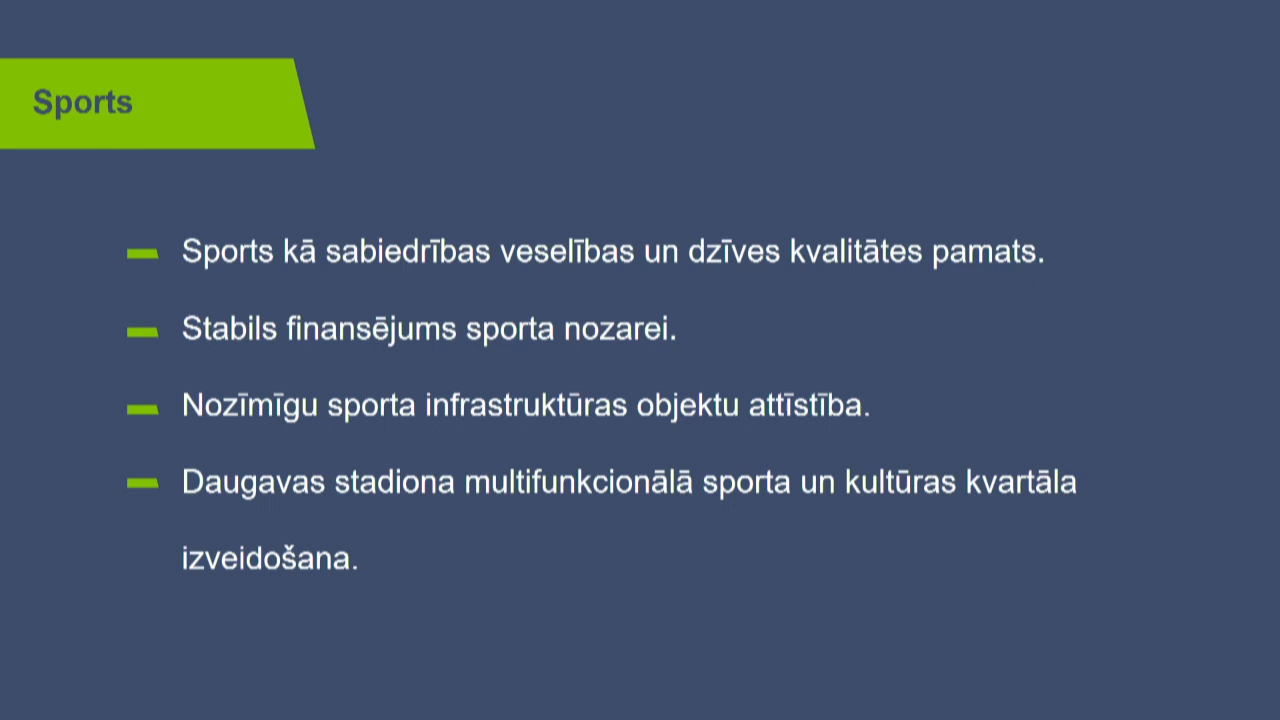 Sports
Sports kā sabiedrības veselības un dzīves kvalitātes pamats.
Stabils finansējums sporta nozarei.
Nozīmīgu sporta infrastruktūras objektu attīstība.
Daugavas stadiona multifunkcionālā sporta un kultūras kvartāla
izveidošana.